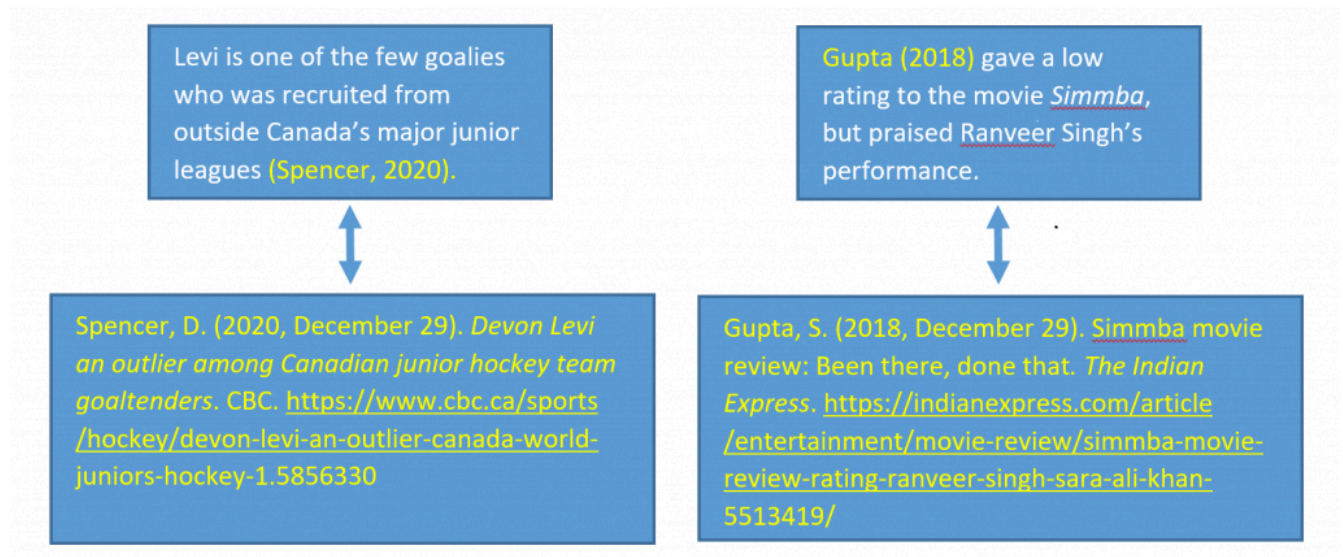 Levi is one of the few goalies
who was recruited from
outside Canada’s major junior
leagues (Spencer, 2020).
Gupta (2018) gave a low
rating to the movie Simmba,
but praised Ranveer Singh’s
performance.
Spencer, D. (2020, December 29). Devon Levi
an outlier among Canadian junior hockey team
goaltenders. CBC. https://www.cbc.ca/sports
/hockey/devon-levi-an-outlier-canada-world-
juniors-hockey-1.5856330
Gupta, S. (2018, December 29). Simmba movie
review: Been there, done that. The Indian
Express. https://indianexpress.com/article
/entertainment/movie-review/simmba-movie-
review-rating-ranveer-singh-sara-ali-khan-
5513419/